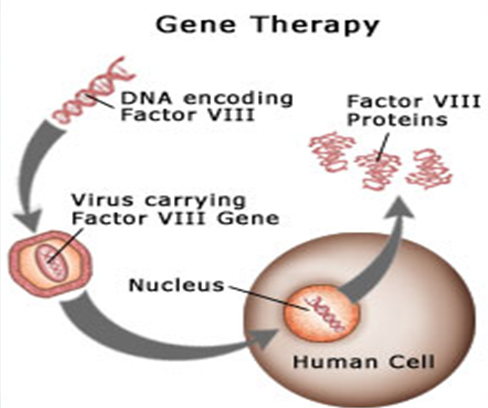 Gene Therapy
DNA encoding
Factor VIII
Factor VIII
Proteins
Virus carrying
Factor VIII Gene
Nucleus
Human Cell